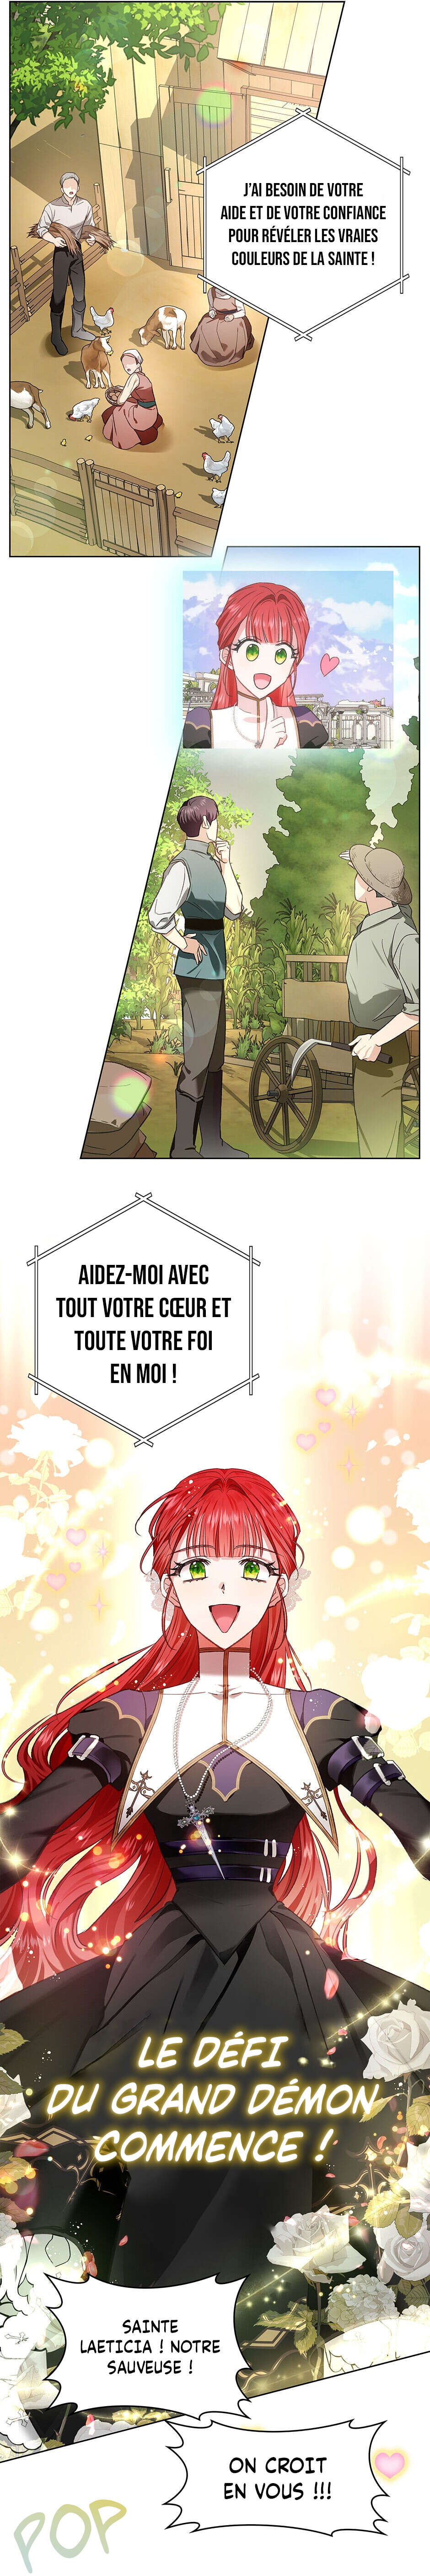 J'AI BESOIN DE VOTRE
AIDE ET DE VOTRE CONFIANCE
POUR RÉVÉLER LES VRAIES
COULEURS DE LA SAINTE !
AIDEZ-MOI AVEC
TOUT VOTRE CŒUR ET
TOUTE VOTRE FOI
EN MOI !
LE DÉFI
DU GRAND DÉMON
COMMENCE !
SAINTE
LAETICIA ! NOTRE
SAUVEUSE !
ON CROIT
EN VOUS !!!
POP